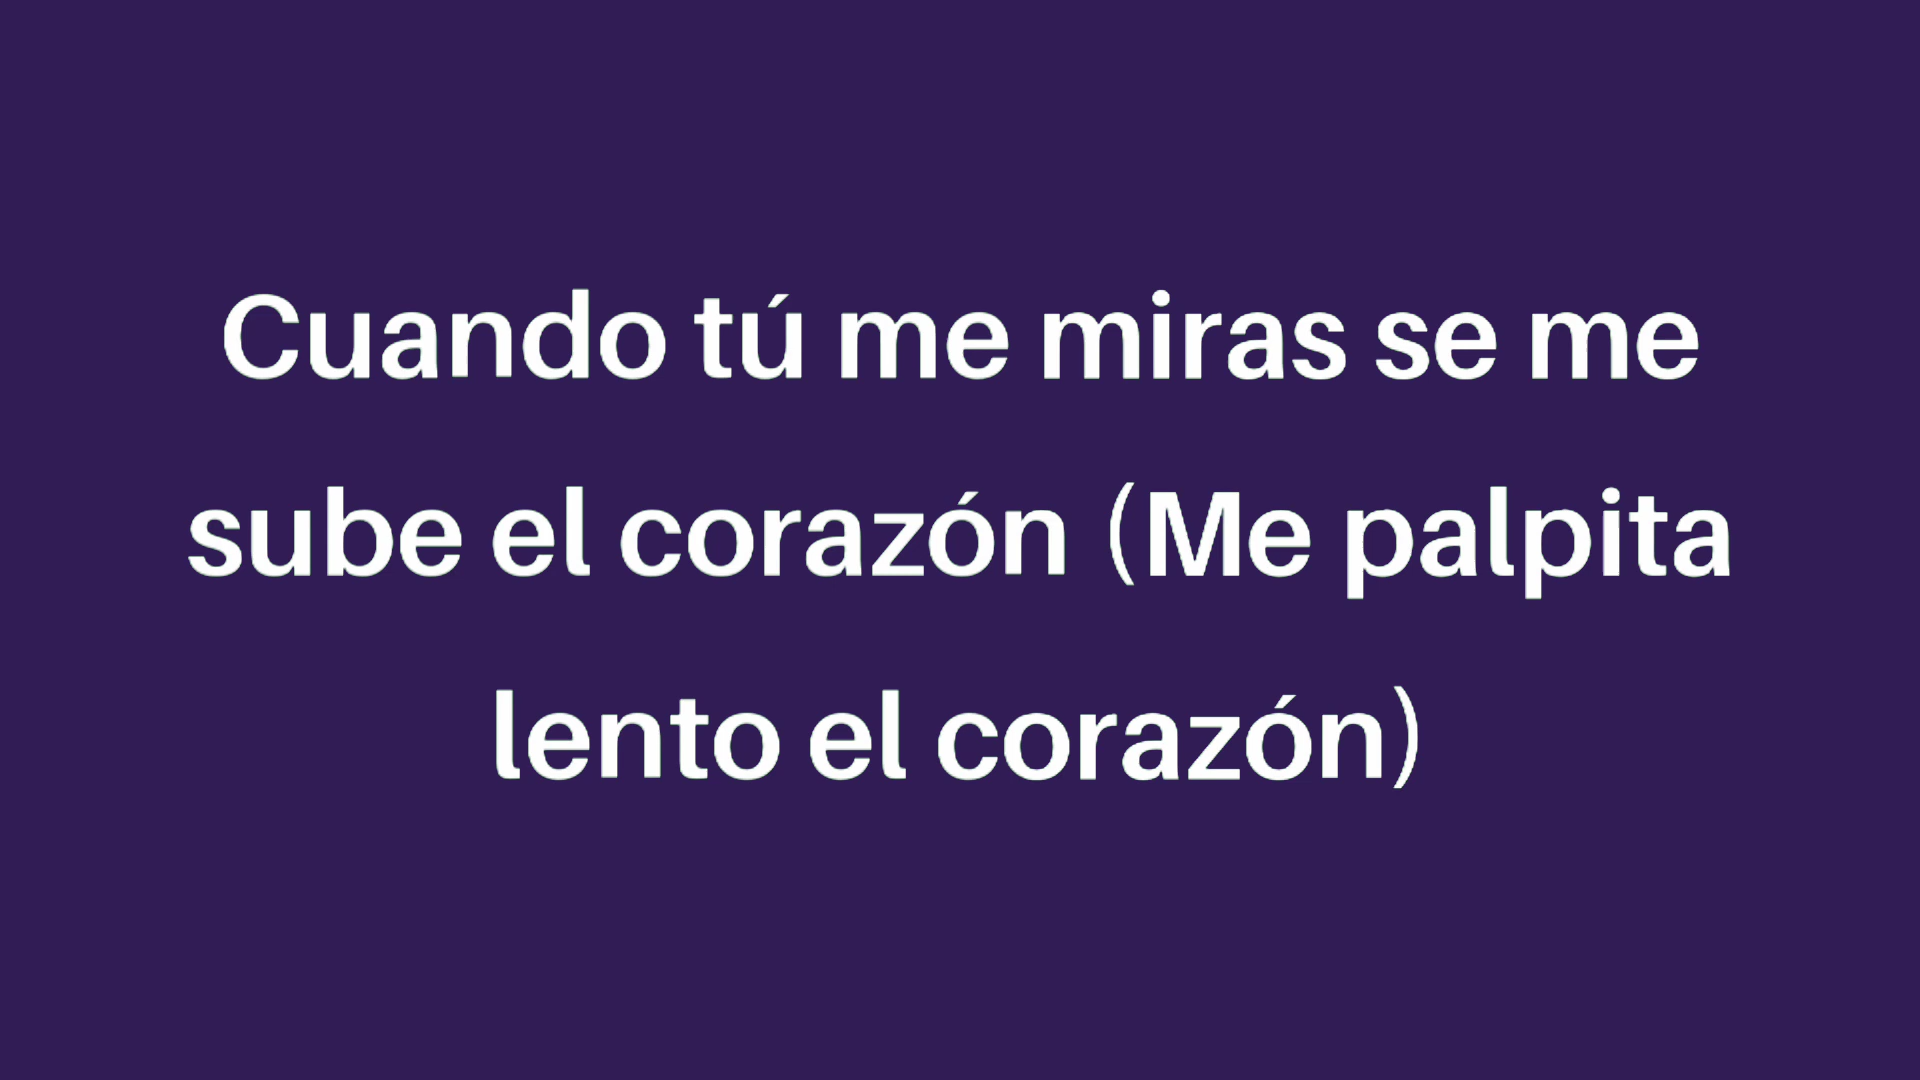 Cuando tú me miras se me
sube el corazón (Me palpita
lento el corazón)